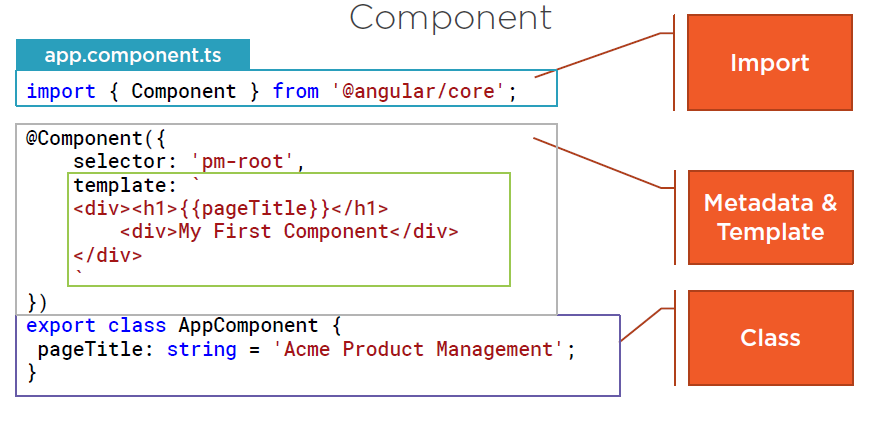 Component
app.component.ts
import { Component } from '@angular/core';
Import
@Component({
    selector: 'pm-root',
    template: `
    <div><h1>{{pageTitle}}</h1>
        <div>My First Component</div>
    </div>
    `
})
Metadata &
Template
export class AppComponent {
 pageTitle: string = 'Acme Product Management';
}
Class